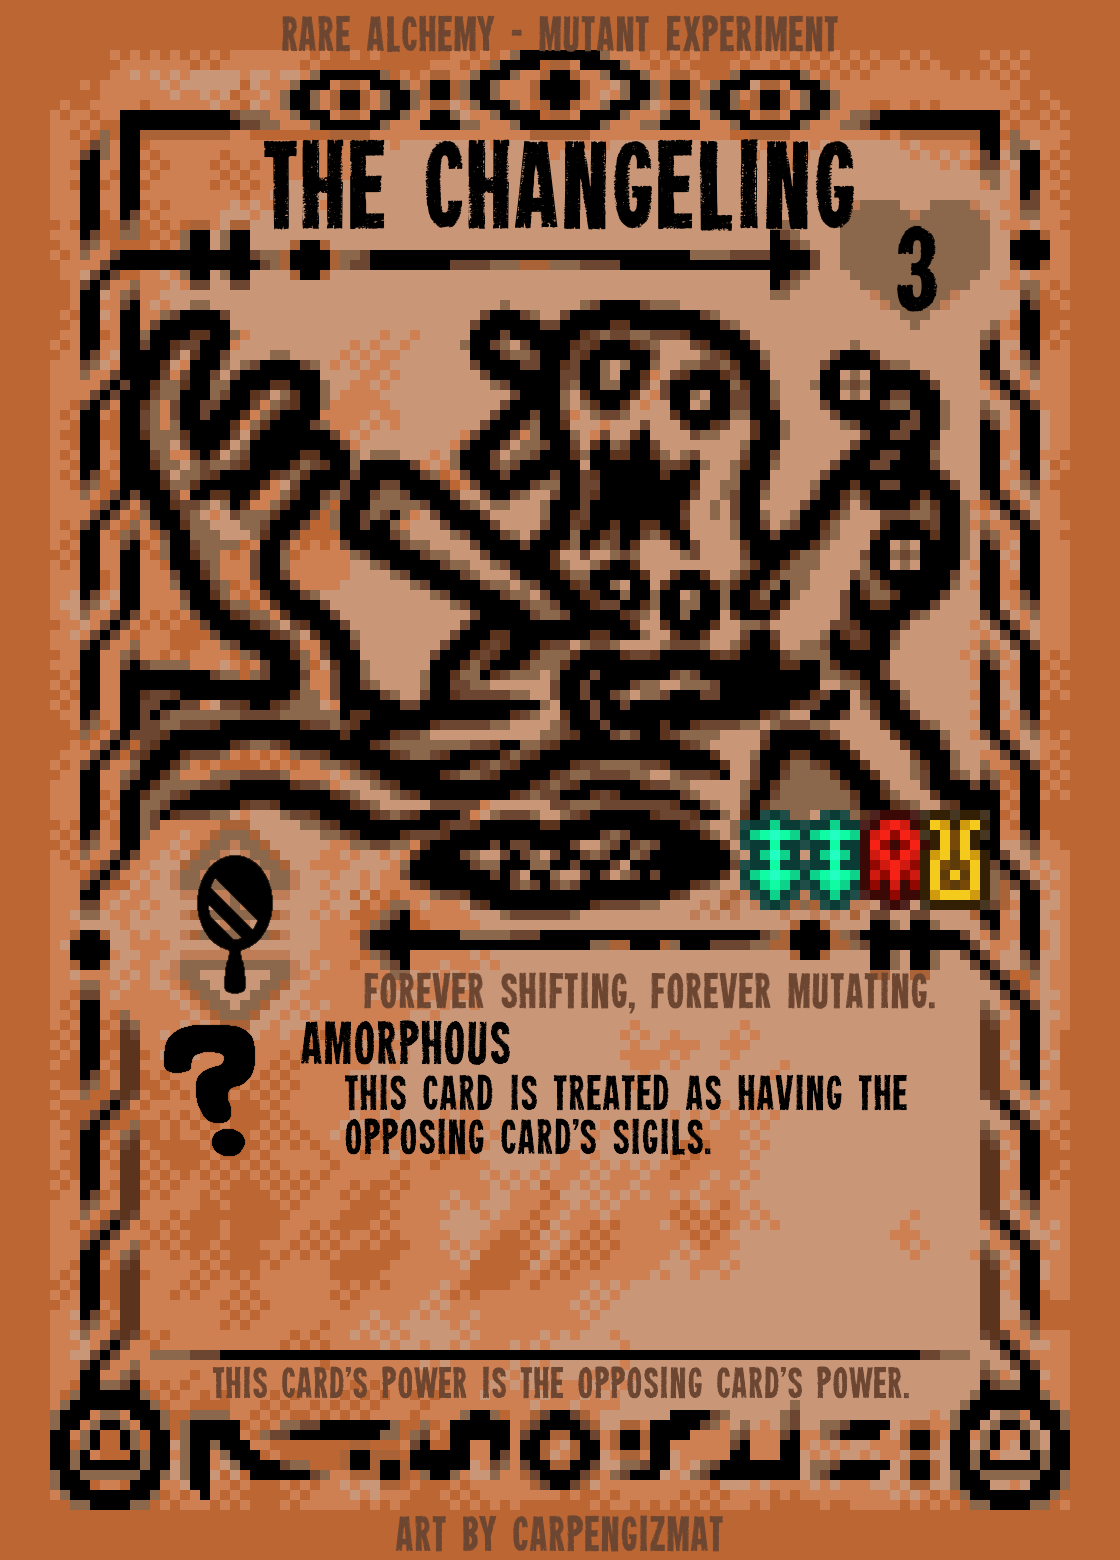 RARE ALCHEMY - MUTANT EXPERIMENT
THE CHANGELING
3
FOREVER SHIFTING, FOREVER MUTATING.
AMORPHOUS
THIS CARD IS TREATED AS HAVING THE
OPPOSING CARD'S SIGILS.
THIS CARD'S POWER IS THE OPPOSING CARD'S POWER.
ART BY CARPENGIZMAT